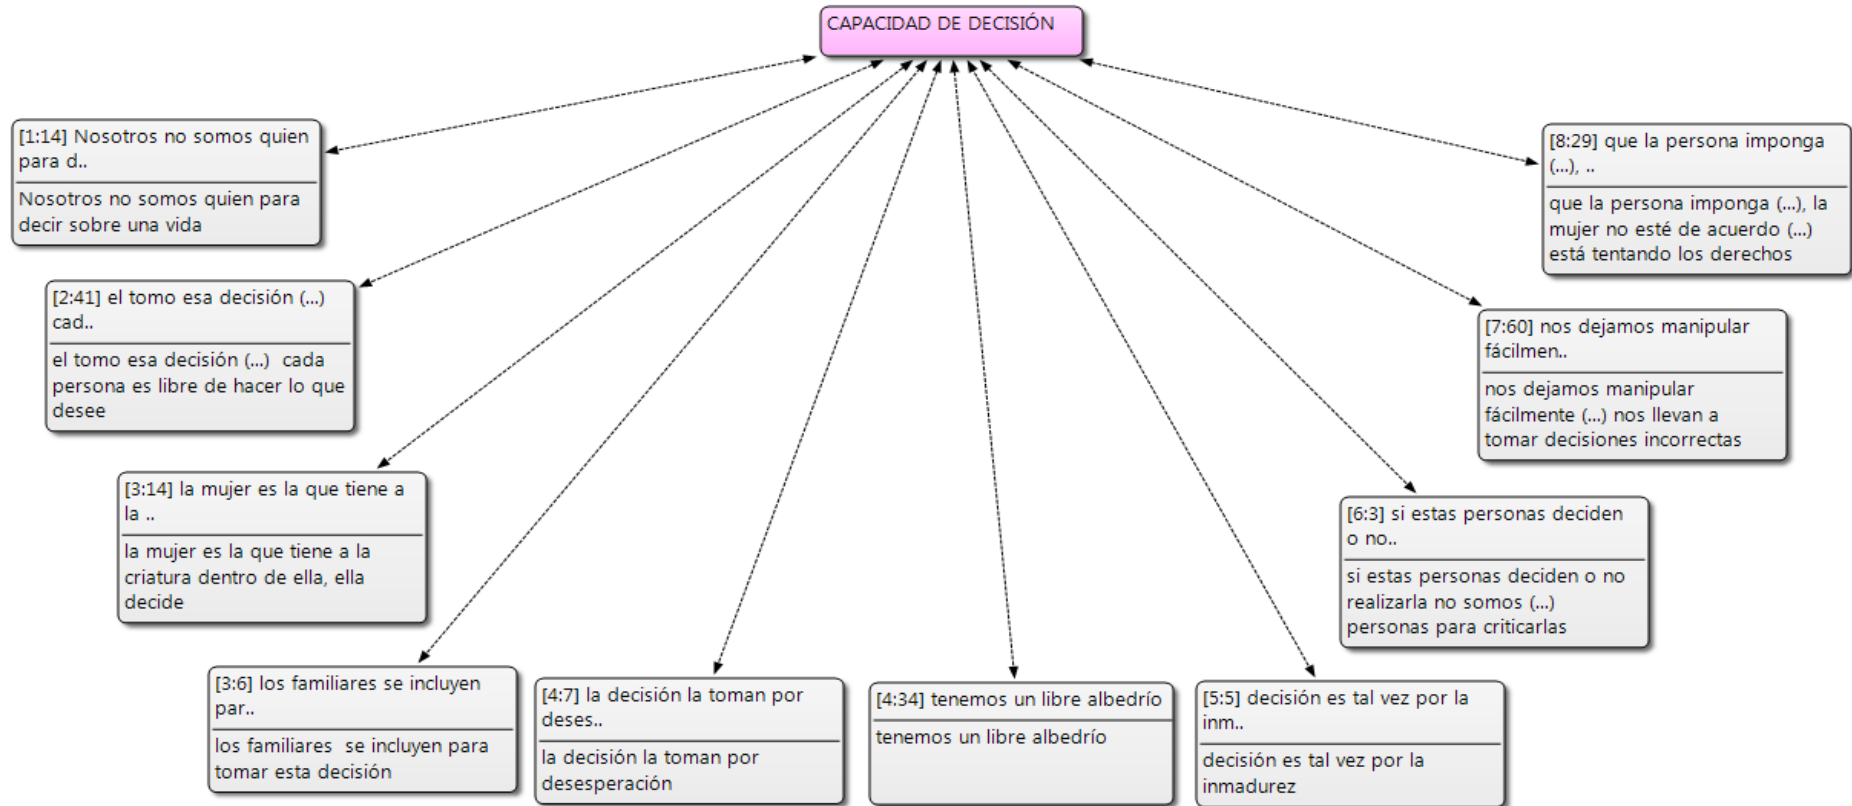 CAPACIDAD DE DECISIÓN
[1:14] Nosotros no somos quien
para d..
Nosotros no somos quien para
decir sobre una vida
[2:41] el tomo esa decisión (...)
cad..
el tomo esa decisión (...)  cada
persona es libre de hacer lo que
desee
[3:14] la mujer es la que tiene a
la ..
la mujer es la que tiene a la
criatura dentro de ella, ella
decide
[3:6] los familiares se incluyen
par..
los familiares  se incluyen para
tomar esta decisión
[4:7] la decisión la toman por
deses..
la decisión la toman por
desesperación
[4:34] tenemos un libre albedrío
tenemos un libre albedrío
[5:5] decisión es tal vez por la
inm..
decisión es tal vez por la
inmadurez
[6:3] si estas personas deciden
o no..
si estas personas deciden o no
realizarla no somos (...)
personas para criticarlas
[7:60] nos dejamos manipular
fácilmen..
nos dejamos manipular
fácilmente (...) nos llevan a
tomar decisiones incorrectas
[8:29] que la persona imponga
(...), ..
que la persona imponga (...), la
mujer no esté de acuerdo (...)
está tentando los derechos